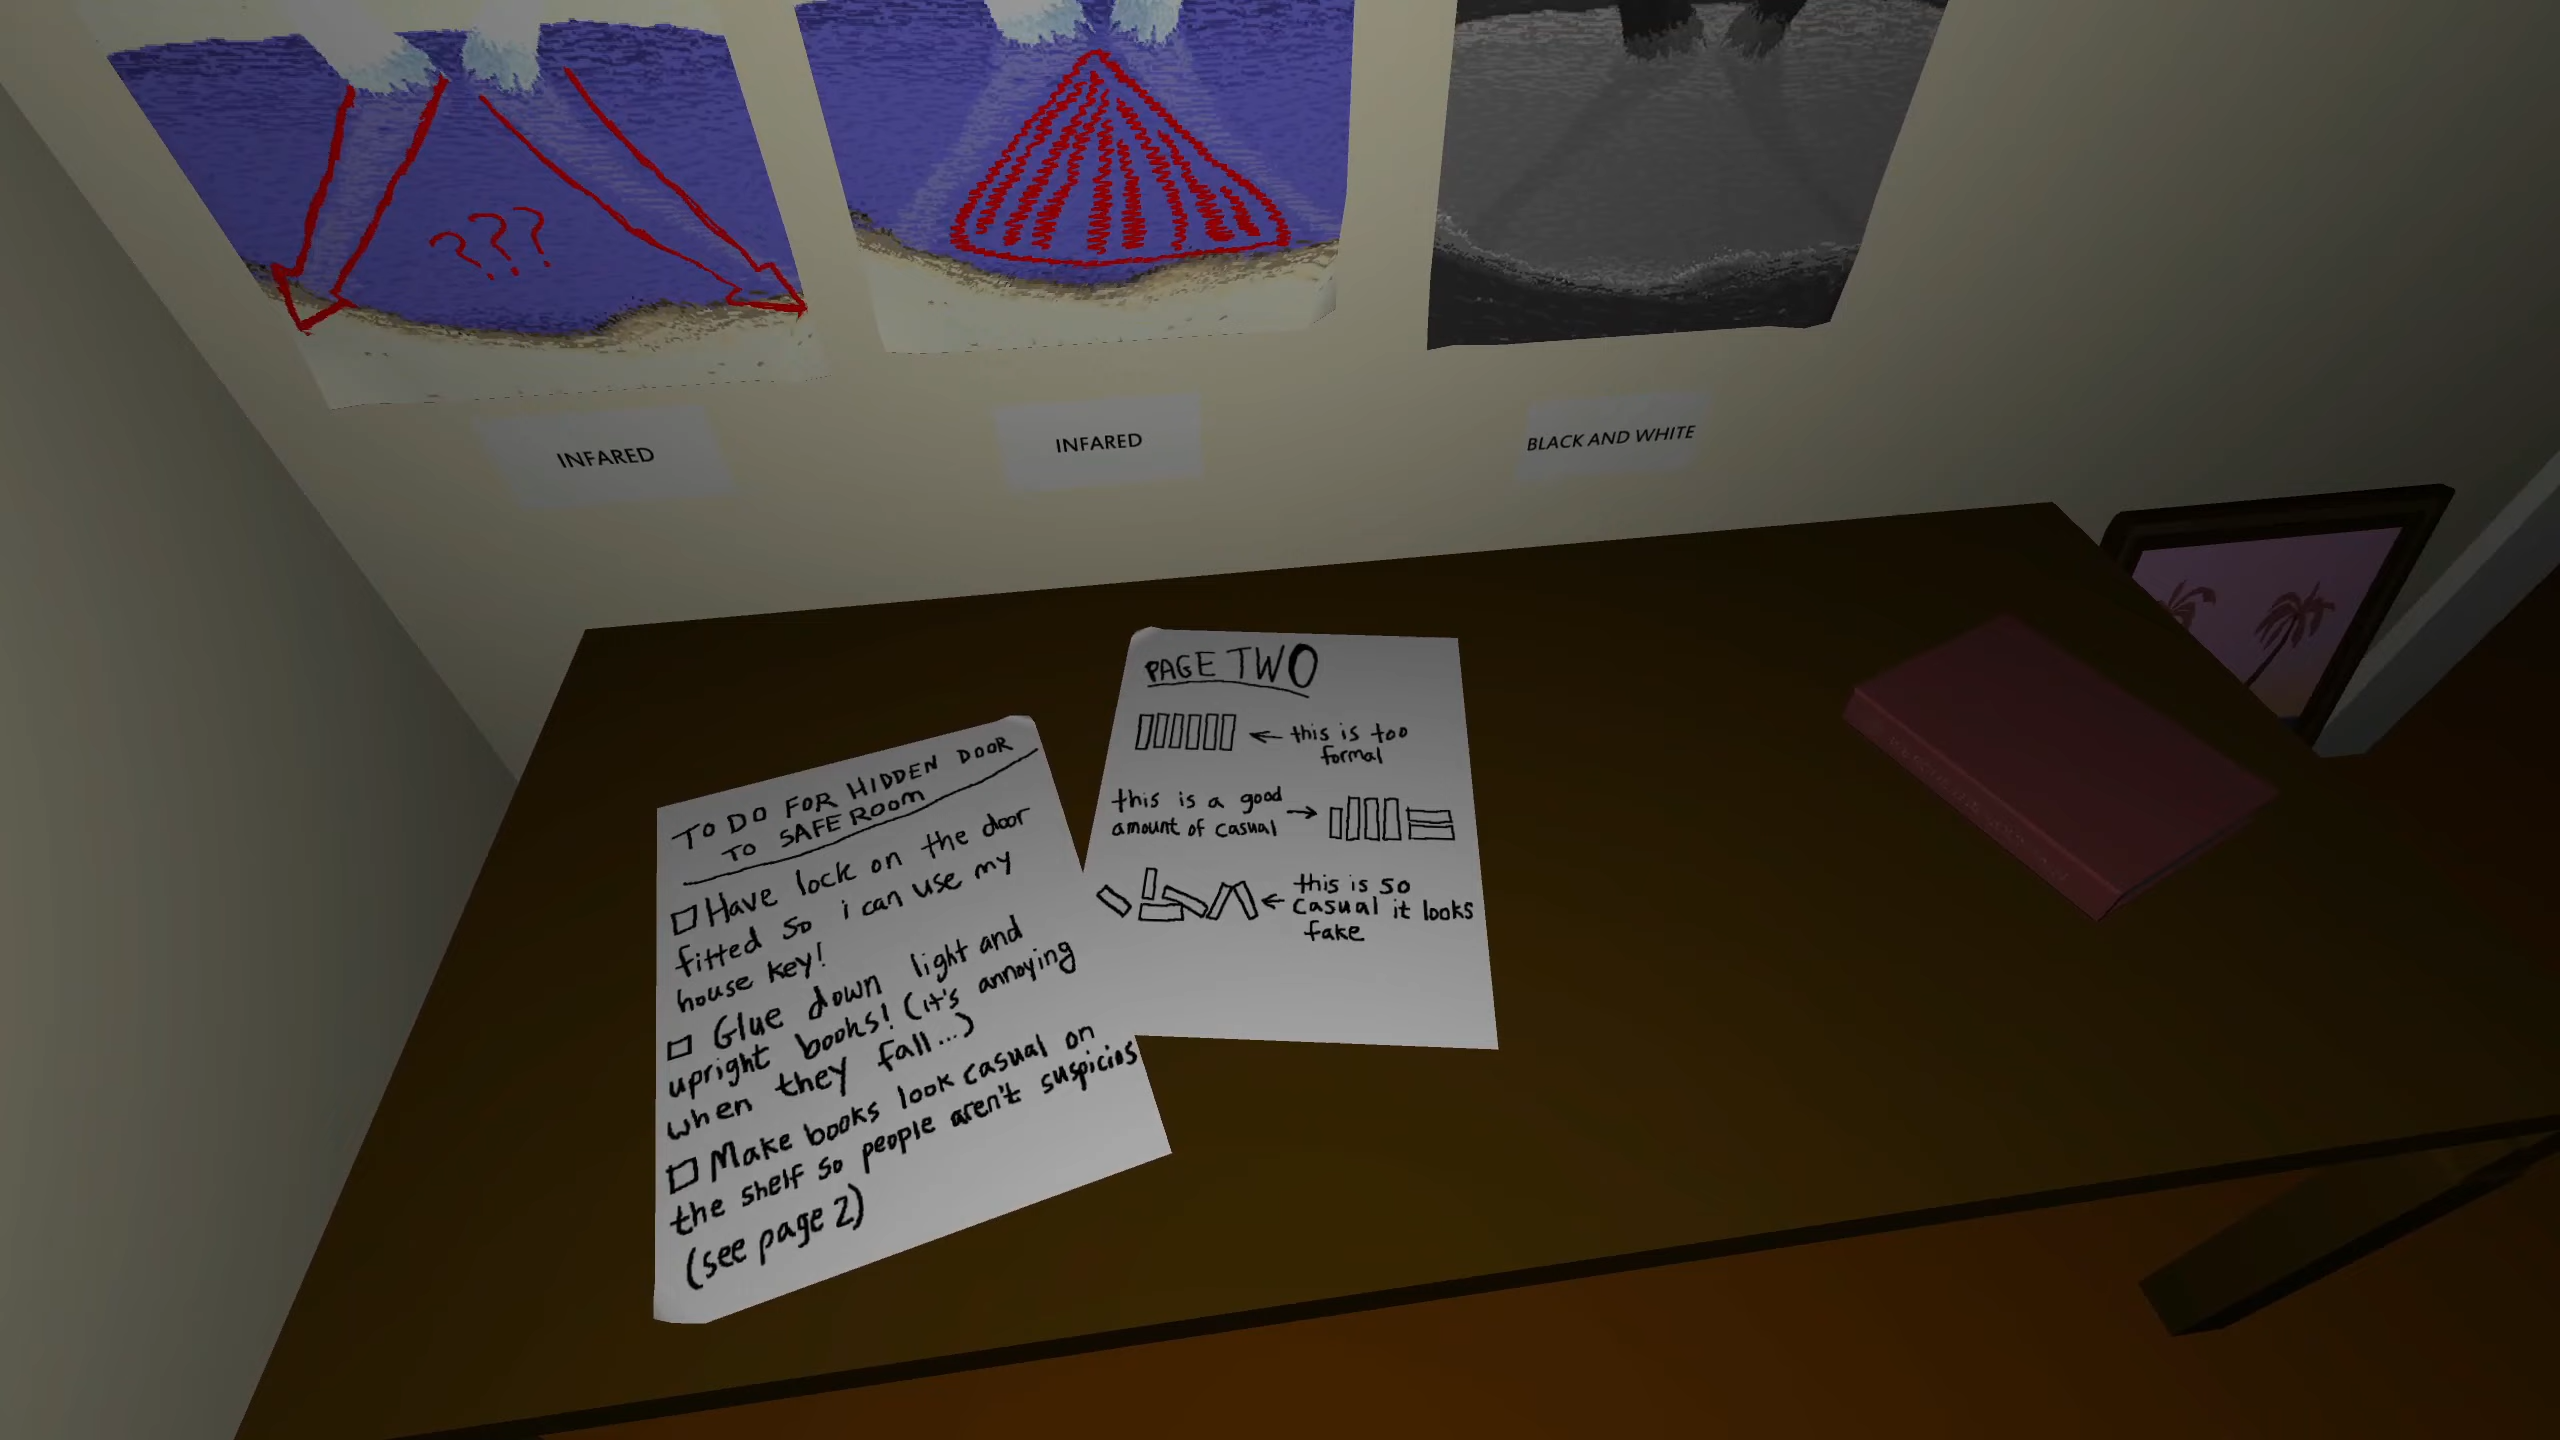 ???
INFARED
INFARED
BLACK AND WHITE
TO DO FOR HIDDEN DOOR
TO SAFE ROOM
Have lock on the door
fitted so i can use my
house key!
Glue down light and
upright books! (it's annoying
when they fall...)
Make books look casual on
the shelf so people aren't suspicios
(see page 2)
PAGE TWO
this is too
formal
this is a good
amount of casual
this is so
casual it looks
fake